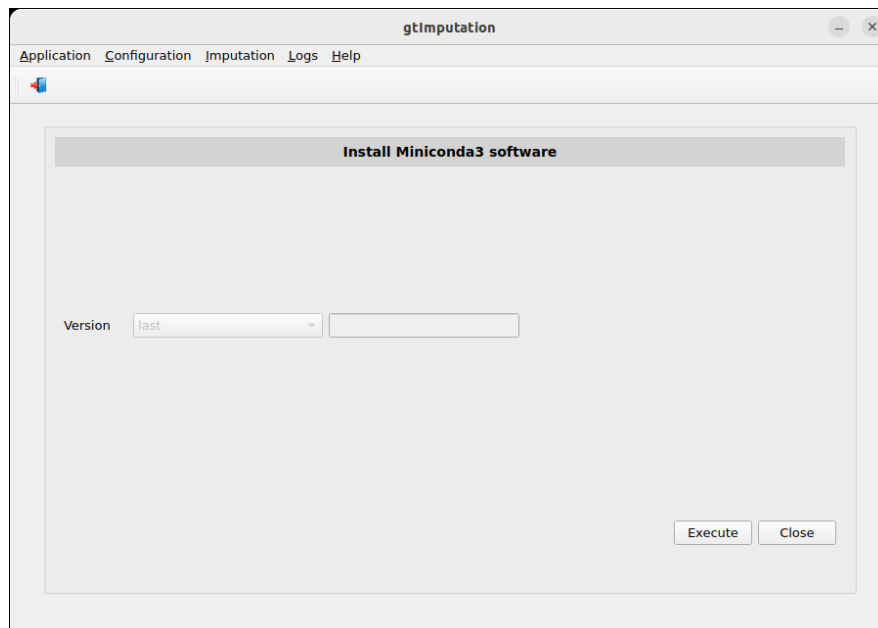 gtImputation
Application Configuration Imputation Logs Help
Install Miniconda3 software
Version last
Execute Close